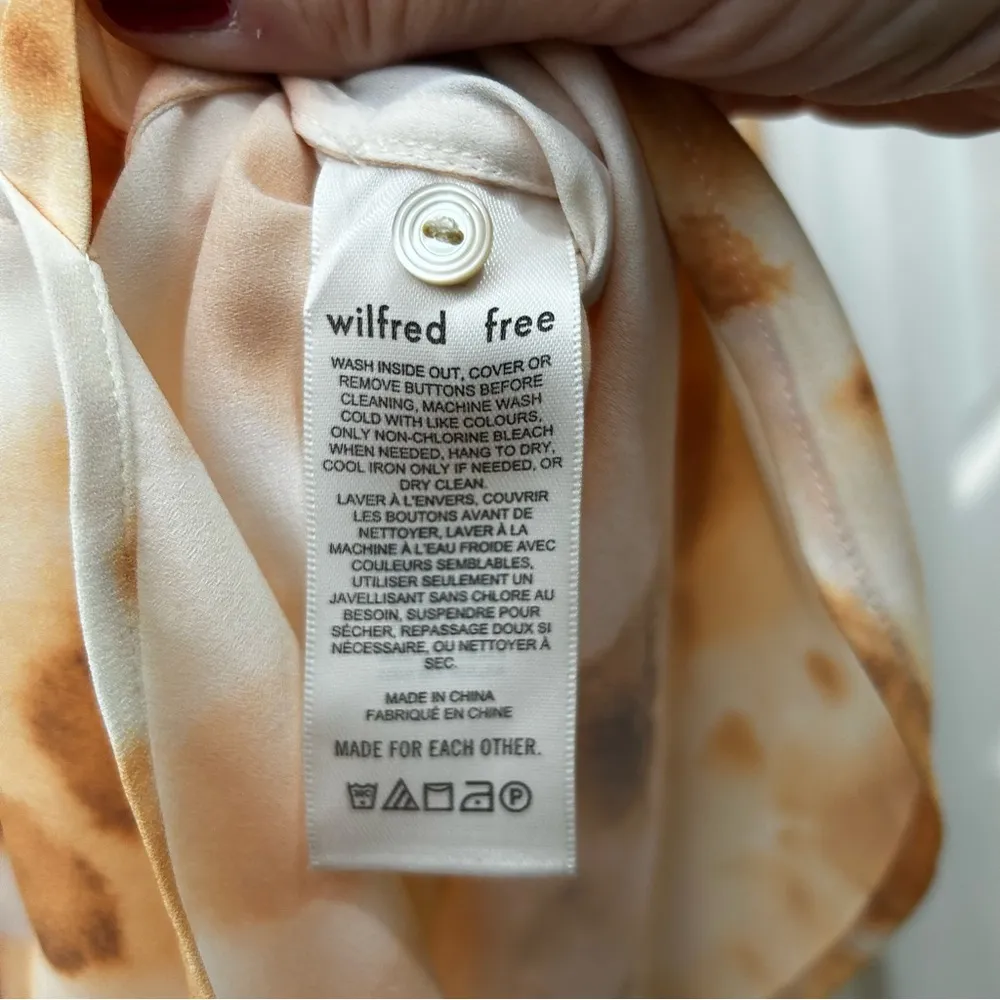 wilfred free
WASH INSIDE OUT, COVER OR
REMOVE BUTTONS BEFORE
CLEANING, MACHINE WASH
COLD WITH LIKE COLOURS,
ONLY NON-CHLORINE BLEACH
WHEN NEEDED, HANG TO DRY,
COOL IRON ONLY IF NEEDED, OR
DRY CLEAN.
LAVER À L'ENVERS, COUVRIR
LES BOUTONS AVANT DE
NETTOYER, LAVER À LA
MACHINE À L'EAU FROIDE AVEC
COULEURS SEMBLABLES,
UTILISER SEULEMENT UN
JAVELLISANT SANS CHLORE AU
BESOIN, SUSPENDRE POUR
SÉCHER, REPASSAGE DOUX SI
NÉCESSAIRE, OU NETTOYER À
SEC.
MADE IN CHINA
FABRIQUÉ EN CHINE
MADE FOR EACH OTHER.
P